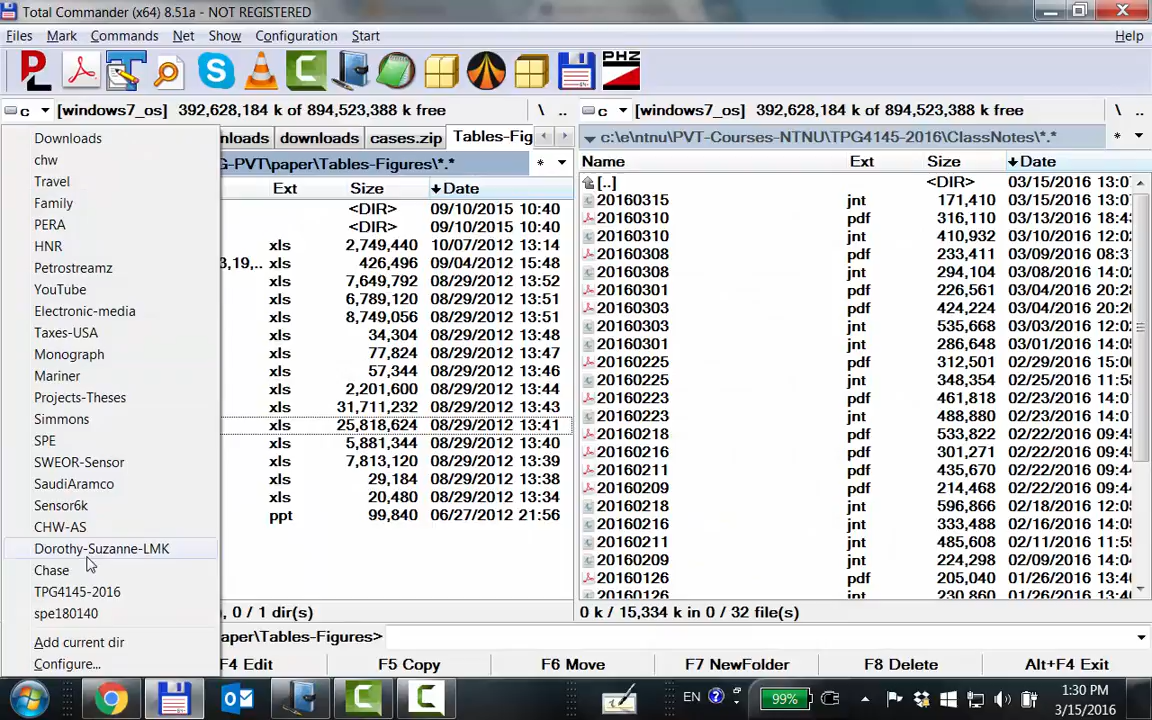 Total Commander (x64) 8.51a - NOT REGISTERED
Files Mark Commands Net Show Configuration Start Help
PHZ
c [windows7_os] 392,628,184 k of 894,523,388 k free \ .. c [windows7_os] 392,628,184 k of 894,523,388 k free \ ..
nloads downloads cases.zip Tables-Fig
c:\e\ntnu\PVT-Courses-NTNU\TPG4145-2016\ClassNotes\*.* *
G-PVT\paper\Tables-Figures\*.* *
Ext Size Date
<DIR> 09/10/2015 10:40
<DIR> 09/10/2015 10:40
xls 2,749,440 10/07/2012 13:14
3,19,.. xls 426,496 09/04/2012 15:48
xls 7,649,792 08/29/2012 13:52
xls 6,789,120 08/29/2012 13:51
xls 8,749,056 08/29/2012 13:51
xls 34,304 08/29/2012 13:48
xls 77,824 08/29/2012 13:47
xls 57,344 08/29/2012 13:46
xls 2,201,600 08/29/2012 13:44
xls 31,711,232 08/29/2012 13:43
xls 25,818,624 08/29/2012 13:41
xls 5,881,344 08/29/2012 13:40
xls 7,813,120 08/29/2012 13:39
xls 29,184 08/29/2012 13:38
xls 20,480 08/29/2012 13:34
ppt 99,840 06/27/2012 21:56
), 0 / 1 dir(s)
Name Ext Size Date
[..] <DIR> 03/15/2016 13:07
20160315 jnt 171,410 03/15/2016 13:07
20160310 pdf 316,110 03/13/2016 18:4
20160310 jnt 410,932 03/10/2016 12:02
20160308 pdf 233,411 03/09/2016 08:3
20160308 jnt 294,104 03/08/2016 14:02
20160301 pdf 226,561 03/04/2016 20:28
20160303 pdf 424,224 03/04/2016 20:2
20160303 jnt 535,668 03/03/2016 12:02
20160301 jnt 286,648 03/01/2016 14:0
20160225 pdf 312,501 02/29/2016 15:0
20160225 jnt 348,354 02/25/2016 11:5
20160223 pdf 461,818 02/23/2016 14:0
20160223 jnt 488,880 02/23/2016 14:0
20160218 pdf 533,822 02/22/2016 09:4
20160216 pdf 301,271 02/22/2016 09:4
20160211 pdf 435,670 02/22/2016 09:4
20160209 pdf 214,468 02/22/2016 09:4
20160218 jnt 596,866 02/18/2016 12:0
20160216 jnt 333,488 02/16/2016 14:0
20160211 jnt 485,608 02/11/2016 12:0
20160209 jnt 224,298 02/09/2016 14:0
20160126 pdf 205,040 01/26/2016 13:4
20160126 jnt 230,860 01/26/2016 13:4
0 k / 15,334 k in 0 / 32 file(s)
Downloads
chw
Travel
Family
PERA
HNR
Petrostreamz
YouTube
Electronic-media
Taxes-USA
Monograph
Mariner
Projects-Theses
Simmons
SPE
SWEOR-Sensor
SaudiAramco
Sensor6k
CHW-AS
Dorothy-Suzanne-LMK
Chase
TPG4145-2016
spe180140
Add current dir
Configure...
aper\Tables-Figures>
F4 Edit F5 Copy F6 Move F7 NewFolder F8 Delete Alt+F4 Exit
EN 99% 1:30 PM
3/15/2016